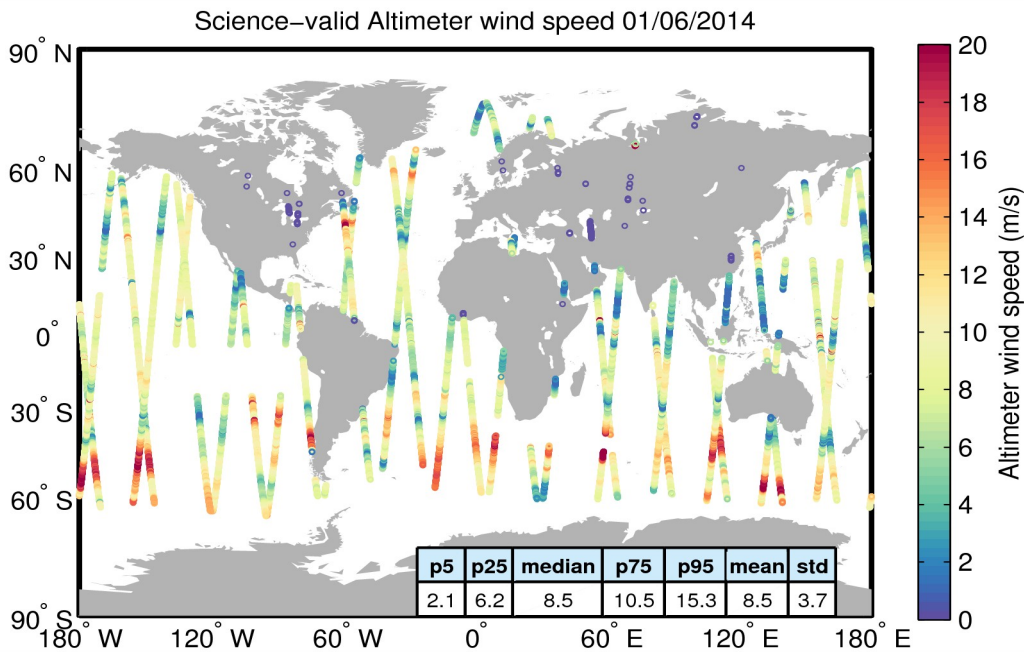 Science−valid Altimeter wind speed 01/06/2014
90° N
60° N
30° N
0°
30° S
60° S
90° S
180° W
120° W
60° W
0°
60° E
120° E
180° E
p5 p25 median p75 p95 mean std
2.1 6.2 8.5 10.5 15.3 8.5 3.7
20
18
16
14
12
10
8
6
4
2
0
Altimeter wind speed (m/s)